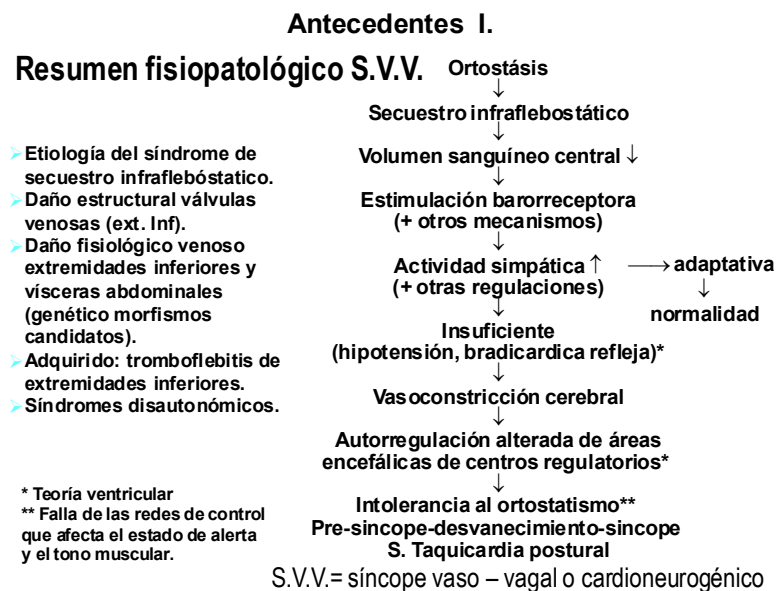 Antecedentes I.
Resumen fisiopatológico S.V.V.
➢Etiología del síndrome de
secuestro infraflebóstatico.
➢Daño estructural válvulas
venosas (ext. Inf).
➢Daño fisiológico venoso
extremidades inferiores y
vísceras abdominales
(genético morfismos
candidatos).
➢Adquirido: tromboflebitis de
extremidades inferiores.
➢Síndromes disautonómicos.
* Teoría ventricular
** Falla de las redes de control
que afecta el estado de alerta
y el tono muscular.
Ortostásis
↓
Secuestro infraflebostático
↓
Volumen sanguíneo central ↓
↓
Estimulación barorreceptora
(+ otros mecanismos)
↓
Actividad simpática ↑ → adaptativa
(+ otras regulaciones)
↓
normalidad
↓
Insuficiente
(hipotensión, bradicardica refleja)*
↓
Vasoconstricción cerebral
↓
Autorregulación alterada de áreas
encefálicas de centros regulatorios*
↓
Intolerancia al ortostatismo**
Pre-sincope-desvanecimiento-sincope
S. Taquicardia postural
S.V.V.= síncope vaso – vagal o cardioneurogénico